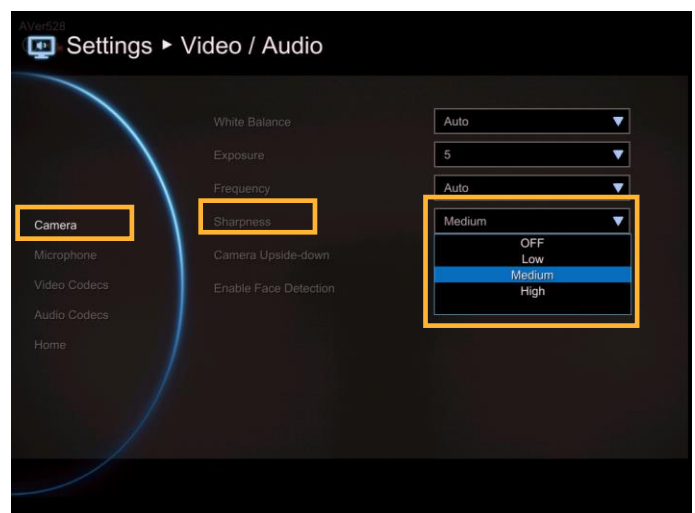 AVer528
Settings ▸ Video / Audio
White Balance Auto
Exposure 5
Frequency Auto
Camera
Sharpness Medium
OFF
Low
Medium
High
Microphone
Camera Upside-down
Video Codecs
Enable Face Detection
Audio Codecs
Home